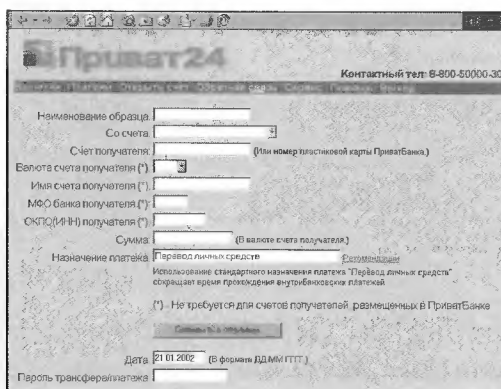 Приват24
Контактный тел: 8-800-50000-30
Наименование образца:
Со счета:
Счет получателя: (Или номер пластиковой карты ПриватБанка.)
Валюта счета получателя (*):
Имя счета получателя (*):
МФО банка получателя (*):
ОКПО(ИНН) получателя (*):
Сумма: (В валюте счета получателя.)
Назначение платежа: Перевод личных средств Рекомендации
Использование стандартного назначения платежа "Перевод личных средств"
сокращает время прохождения внутрибанковских платежей
(*) - Не требуется для счетов получателей, размещенных в ПриватБанке
Дата: 21.01.2002 (В формате ДД.ММ.ГГГГ.)
Пароль трансфера/платежа: